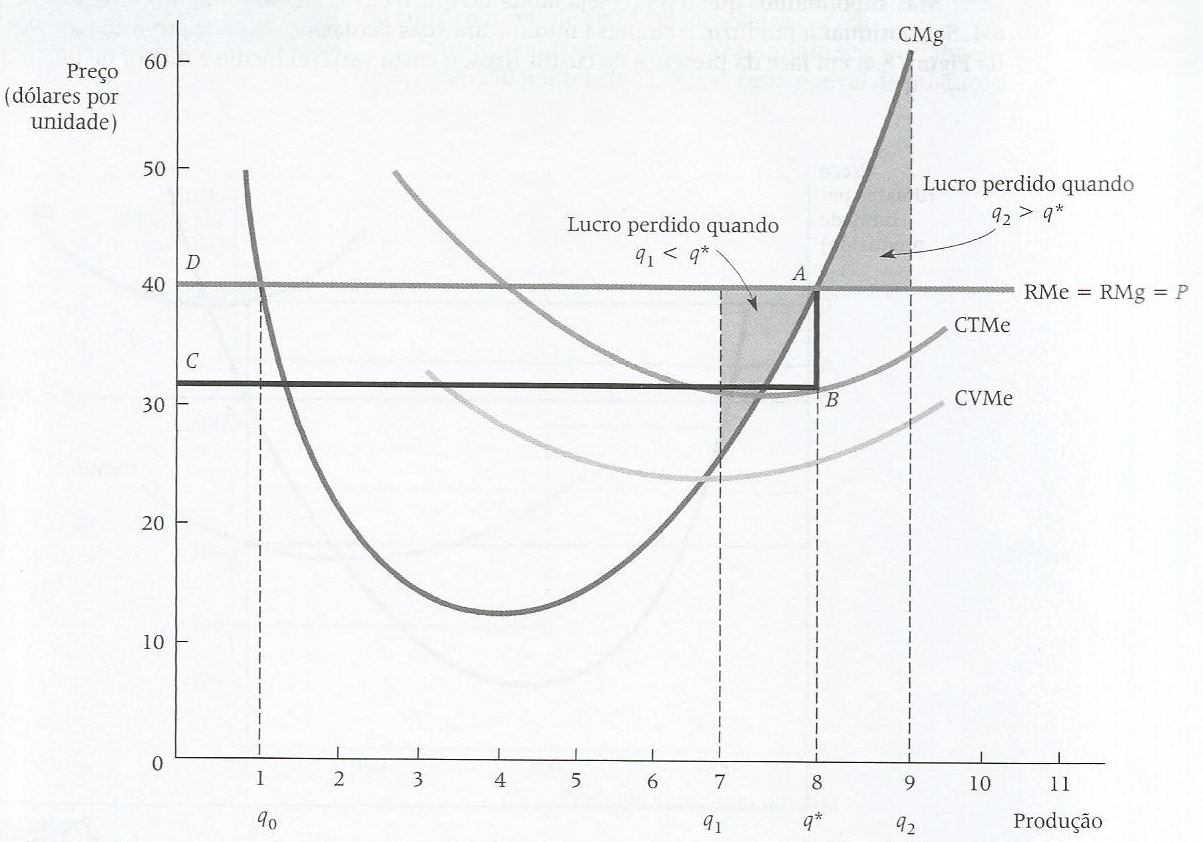 CMg
60
Preço
(dólares por
unidade)
50
Lucro perdido quando
q₂ > q*
Lucro perdido quando
q₁ < q*
D
A
40
RMe = RMg = P
CTMe
C
B
30
CVMe
20
10
0
1 2 3 4 5 6 7 8 9 10 11
q₀ q₁ q* q₂ Produção